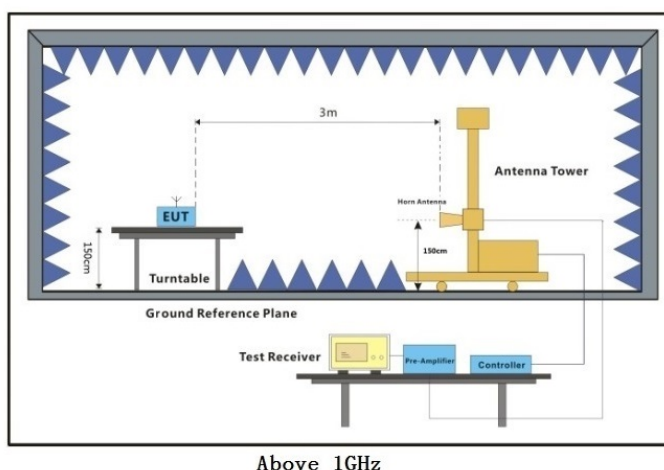 3m
Antenna Tower
Horn Antenna
EUT
150cm
150cm
Turntable
Ground Reference Plane
Test Receiver
Pre-Amplifier
Controller
Above 1GHz